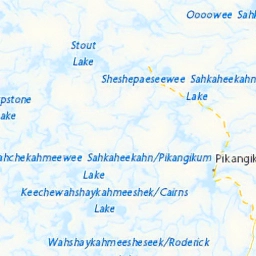 Oooowee Sahk
Stout
Lake
Sheshepaeseewee Sahkaheekahn
Lake
pstone
ake
ahchekahmeewee Sahkaheekahn/Pikangikum
Lake
Pikangik
Keechewahshaykahmeeshek/Cairns
Lake
Wahshaykahmeesheseek/Roderick
Lake